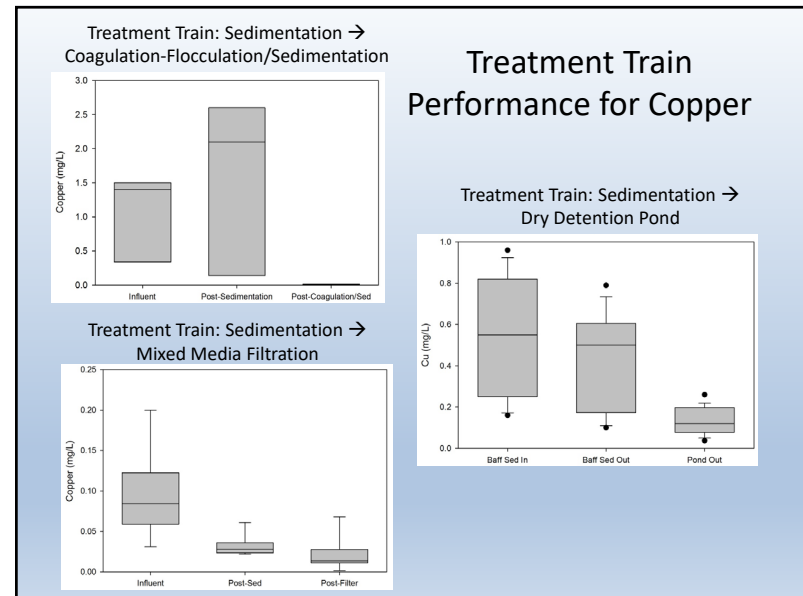 Treatment Train: Sedimentation →
Coagulation-Flocculation/Sedimentation
Treatment Train
Performance for Copper
3.0
2.5
2.0
1.5
1.0
0.5
0.0
Copper (mg/L)
Influent Post-Sedimentation Post-Coagulation/Sed
Treatment Train: Sedimentation →
Dry Detention Pond
1.0
0.8
0.6
0.4
0.2
0.0
Cu (mg/L)
Baff Sed In Baff Sed Out Pond Out
Treatment Train: Sedimentation →
Mixed Media Filtration
0.25
0.20
0.15
0.10
0.05
0.00
Copper (mg/L)
Influent Post-Sed Post-Filter